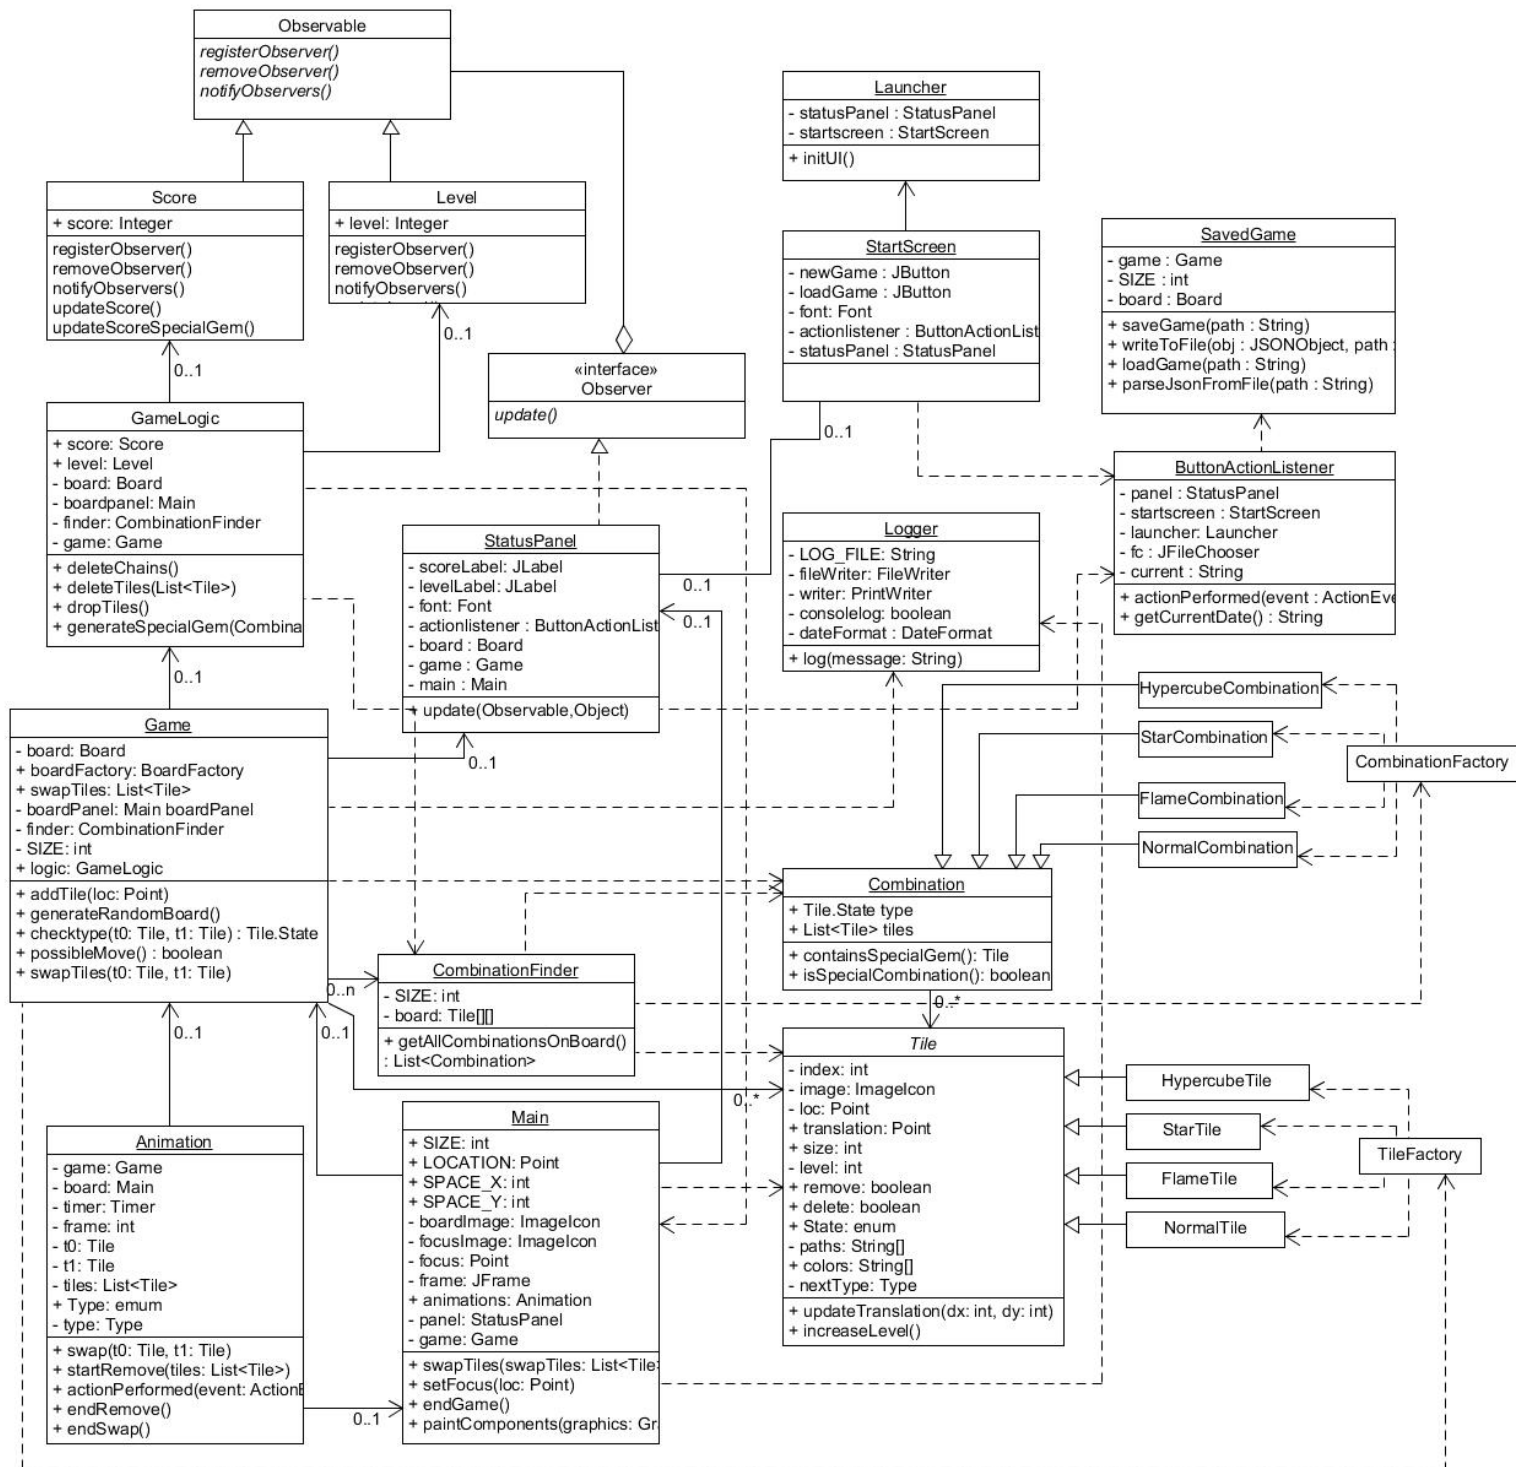 Observable
registerObserver()
removeObserver()
notifyObservers()
Score
+ score: Integer
registerObserver()
removeObserver()
notifyObservers()
updateScore()
updateScoreSpecialGem()
Level
+ level: Integer
registerObserver()
removeObserver()
notifyObservers()
0..1
0..1
«interface»
Observer
update()
Launcher
- statusPanel : StatusPanel
- startscreen : StartScreen
+ initUI()
StartScreen
- newGame : JButton
- loadGame : JButton
- font: Font
- actionlistener : ButtonActionList
- statusPanel : StatusPanel
0..1
SavedGame
- game : Game
- SIZE : int
- board : Board
+ saveGame(path : String)
+ writeToFile(obj : JSONObject, path :
+ loadGame(path : String)
+ parseJsonFromFile(path : String)
GameLogic
+ score: Score
+ level: Level
- board: Board
- boardpanel: Main
- finder: CombinationFinder
- game: Game
+ deleteChains()
+ deleteTiles(List<Tile>)
+ dropTiles()
+ generateSpecialGem(Combina
0..1
StatusPanel
- scoreLabel: JLabel
- levelLabel: JLabel
- font: Font
- actionlistener : ButtonActionList
- board : Board
- game : Game
- main : Main
+ update(Observable,Object)
0..1
0..1
0..1
Logger
- LOG_FILE: String
- fileWriter: FileWriter
- writer: PrintWriter
- consolelog: boolean
- dateFormat : DateFormat
+ log(message: String)
ButtonActionListener
- panel : StatusPanel
- startscreen : StartScreen
- launcher: Launcher
- fc : JFileChooser
- current : String
+ actionPerformed(event : ActionEve
+ getCurrentDate() : String
HypercubeCombination
StarCombination
FlameCombination
NormalCombination
CombinationFactory
Game
- board: Board
+ boardFactory: BoardFactory
+ swapTiles: List<Tile>
- boardPanel: Main boardPanel
- finder: CombinationFinder
- SIZE: int
+ logic: GameLogic
+ addTile(loc: Point)
+ generateRandomBoard()
+ checktype(t0: Tile, t1: Tile) : Tile.State
+ possibleMove() : boolean
+ swapTiles(t0: Tile, t1: Tile)
0..n
0..1
0..1
Combination
+ Tile.State type
+ List<Tile> tiles
+ containsSpecialGem(): Tile
+ isSpecialCombination(): boolean
0..*
CombinationFinder
- SIZE: int
- board: Tile[][]
+ getAllCombinationsOnBoard()
: List<Combination>
0..*
Tile
- index: int
- image: ImageIcon
- loc: Point
+ translation: Point
+ size: int
- level: int
+ remove: boolean
+ delete: boolean
+ State: enum
- paths: String[]
+ colors: String[]
- nextType: Type
+ updateTranslation(dx: int, dy: int)
+ increaseLevel()
HypercubeTile
StarTile
FlameTile
NormalTile
TileFactory
Animation
- game: Game
- board: Main
- timer: Timer
- frame: int
- t0: Tile
- t1: Tile
- tiles: List<Tile>
+ Type: emum
- type: Type
+ swap(t0: Tile, t1: Tile)
+ startRemove(tiles: List<Tile>)
+ actionPerformed(event: ActionE
+ endRemove()
+ endSwap()
0..1
Main
+ SIZE: int
+ LOCATION: Point
+ SPACE_X: int
+ SPACE_Y: int
- boardImage: ImageIcon
- focusImage: ImageIcon
- focus: Point
- frame: JFrame
+ animations: Animation
- panel: StatusPanel
- game: Game
+ swapTiles(swapTiles: List<Tile>
+ setFocus(loc: Point)
+ endGame()
+ paintComponents(graphics: Gr